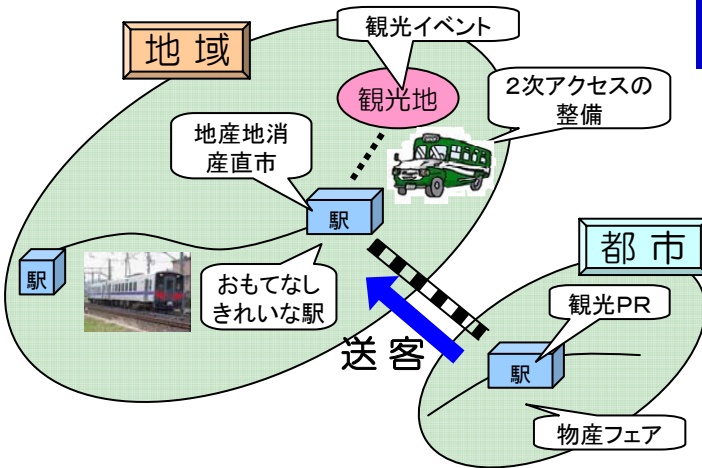 地域
観光イベント
観光地
2次アクセスの
整備
地産地消
産直市
駅
駅
おもてなし
きれいな駅
送客
都市
観光PR
駅
物産フェア